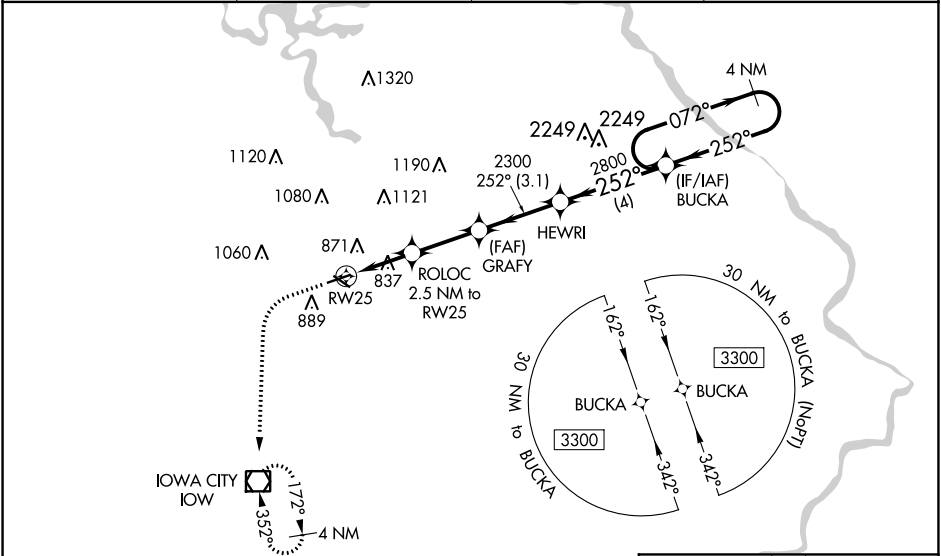 1320
4 NM
2249
2249
072°
252°
1120
1190
2300
252° (3.1)
2800
252°
(4)
(IF/IAF)
BUCKA
1080
1121
HEWRI
(FAF)
GRAFY
1060
871
837
ROLOC
2.5 NM to
RW25
RW25
889
30 NM to BUCKA
162°
BUCKA
3300
342°
30 NM to BUCKA (NoPT)
162°
3300
BUCKA
342°
IOWA CITY
IOW
172°
352°
4 NM